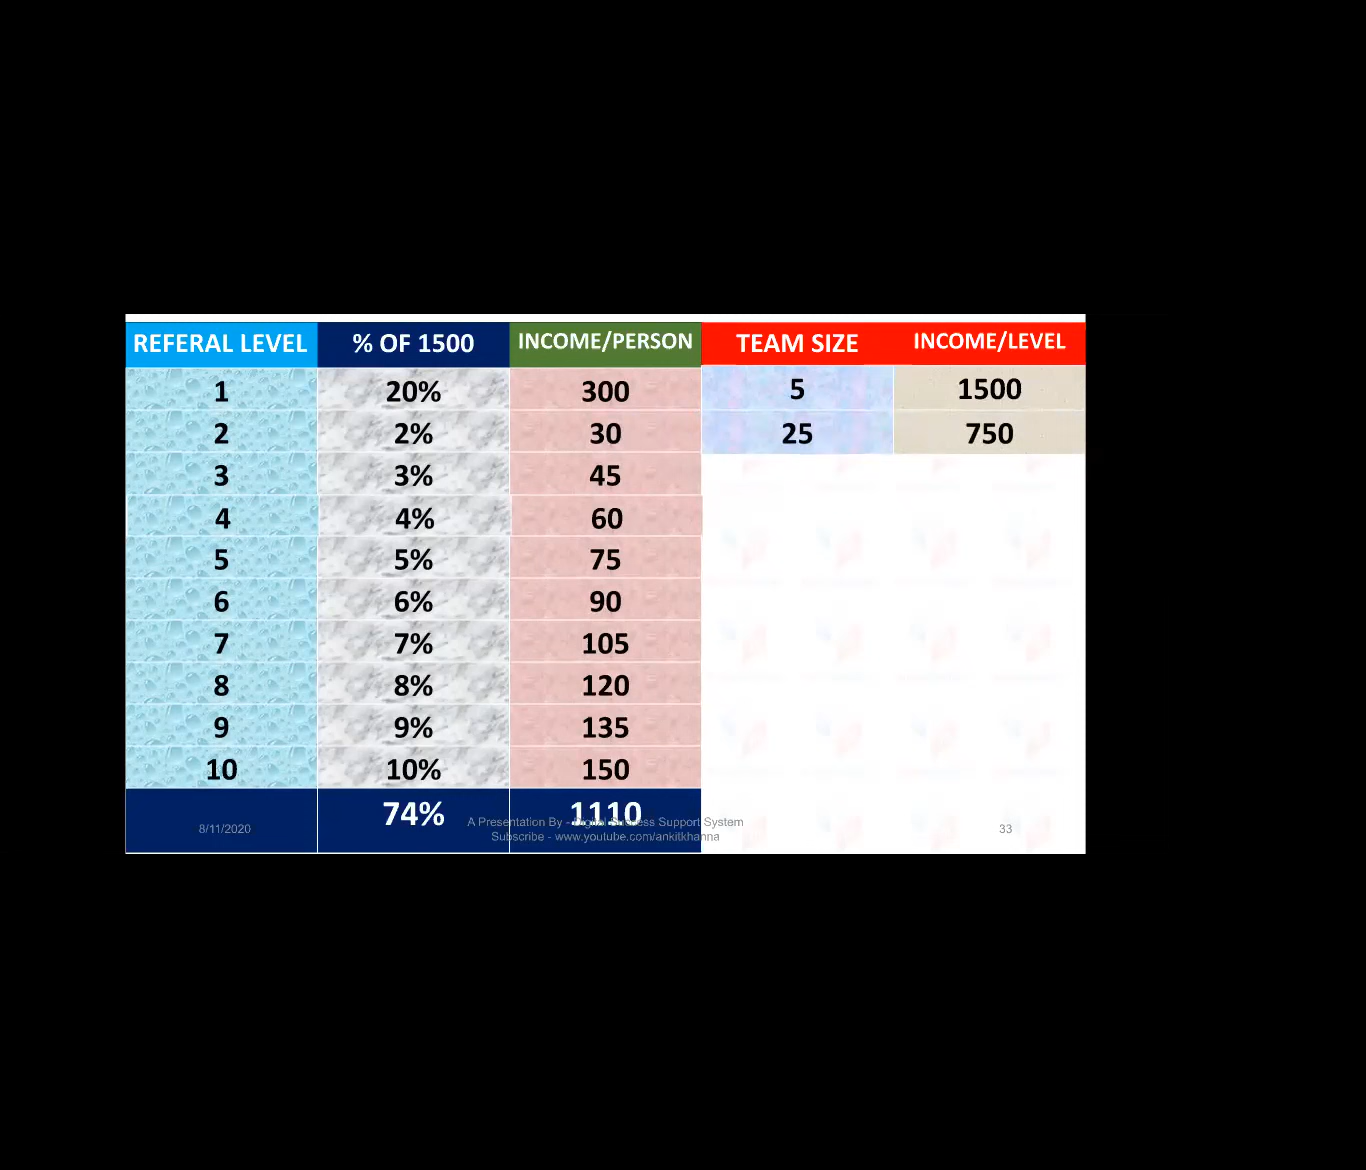 REFERAL LEVEL % OF 1500 INCOME/PERSON TEAM SIZE INCOME/LEVEL
1 20% 300 5 1500
2 2% 30 25 750
3 3% 45
4 4% 60
5 5% 75
6 6% 90
7 7% 105
8 8% 120
9 9% 135
10 10% 150
74% 1110
8/11/2020 A Presentation By - Digital Success Support System 33
Subscribe - www.youtube.com/ankitkhanna